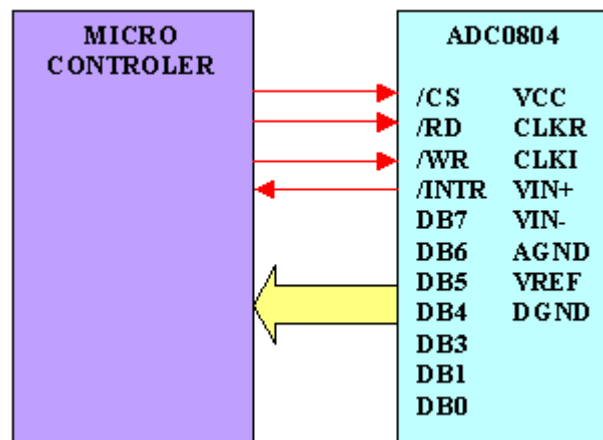 MICRO
CONTROLER
ADC0804
/CS VCC
/RD CLKR
/WR CLKI
/INTR VIN+
DB7 VIN-
DB6 AGND
DB5 VREF
DB4 DGND
DB3
DB1
DB0